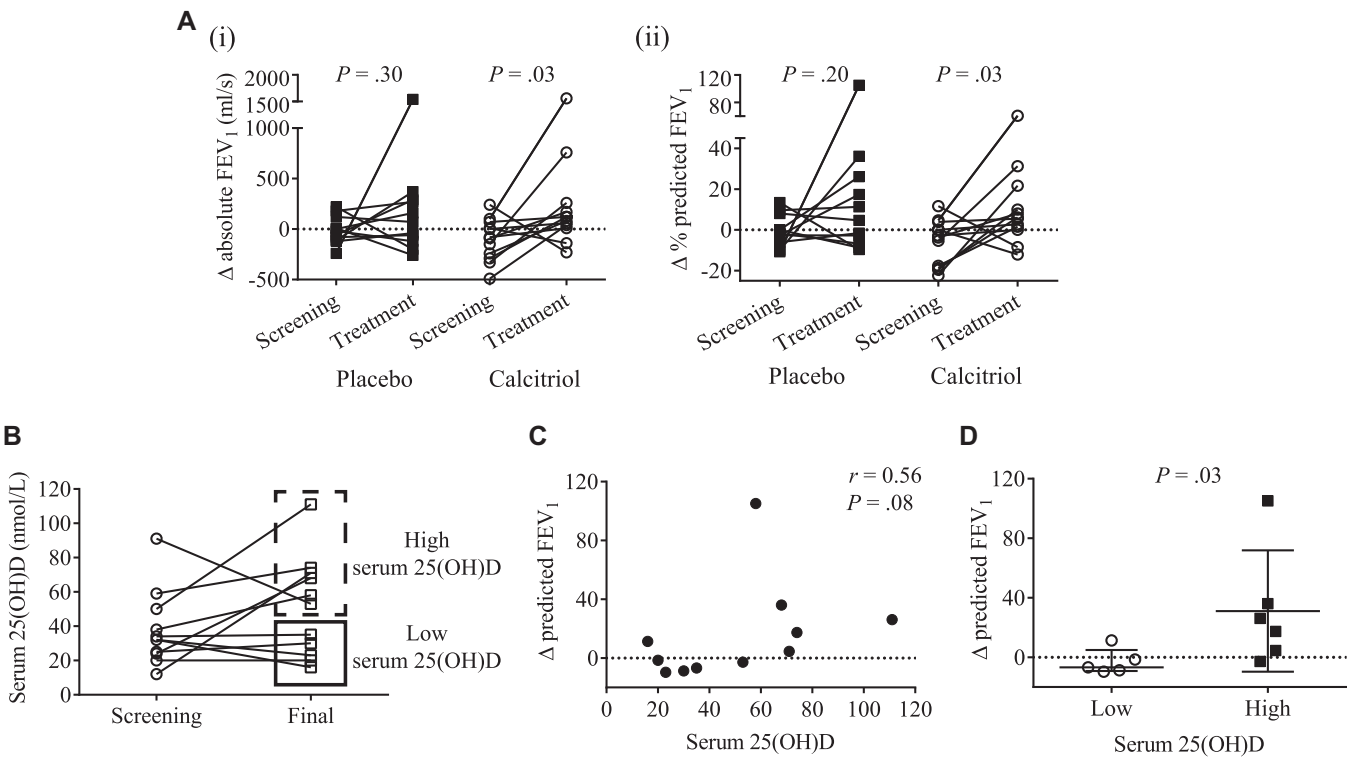 A
(i)
Δ absolute FEV1 (ml/s)
2000
1500
1000
500
0
-500
P = .30
P = .03
Screening
Treatment
Screening
Treatment
Placebo
Calcitriol
(ii)
Δ % predicted FEV1
120
80
40
20
0
-20
P = .20
P = .03
Screening
Treatment
Screening
Treatment
Placebo
Calcitriol
B
Serum 25(OH)D (nmol/L)
120
100
80
60
40
20
0
Screening
Final
High
serum 25(OH)D
Low
serum 25(OH)D
C
Δ predicted FEV1
120
80
40
0
r = 0.56
P = .08
0 20 40 60 80 100 120
Serum 25(OH)D
D
Δ predicted FEV1
120
80
40
0
P = .03
Low
High
Serum 25(OH)D